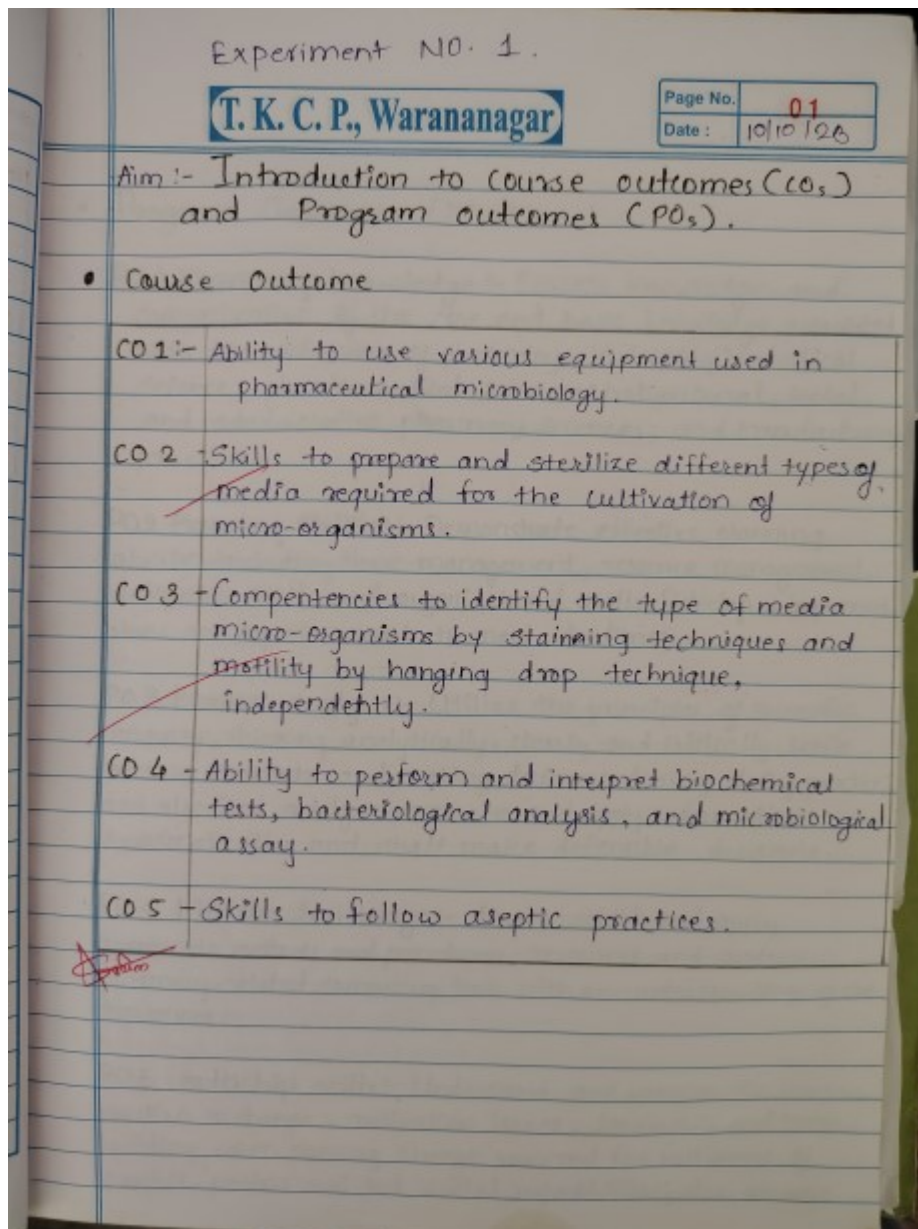 Experiment NO. 1.
T. K. C. P., Warananagar
Page No. 01
Date : 10/10/26
Aim :- Introduction to Course outcomes (COs)
and Program outcomes (POs).
• Course Outcome
CO 1:- Ability to use various equipment used in
pharmaceutical microbiology.
CO 2 - Skills to prepare and sterilize different types of
media required for the cultivation of
micro-organisms.
CO 3 - Compentencies to identify the type of media
micro-organisms by stainning techniques and
motility by hanging drop technique,
independently.
CO 4 - Ability to perform and interpret biochemical
tests, bacteriological analysis, and microbiological
assay.
CO 5 - Skills to follow aseptic practices.